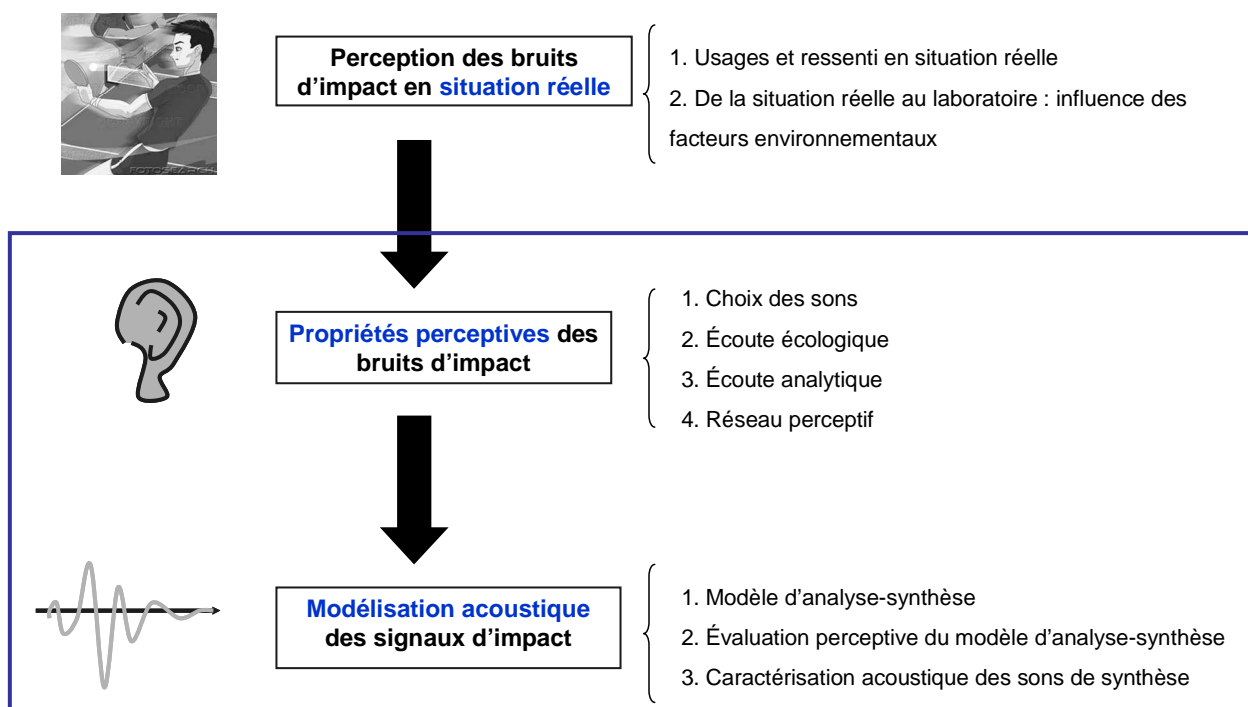 Perception des bruits
d’impact en situation réelle
1. Usages et ressenti en situation réelle
2. De la situation réelle au laboratoire : influence des
facteurs environnementaux
Propriétés perceptives des
bruits d’impact
1. Choix des sons
2. Écoute écologique
3. Écoute analytique
4. Réseau perceptif
Modélisation acoustique
des signaux d’impact
1. Modèle d’analyse-synthèse
2. Évaluation perceptive du modèle d’analyse-synthèse
3. Caractérisation acoustique des sons de synthèse